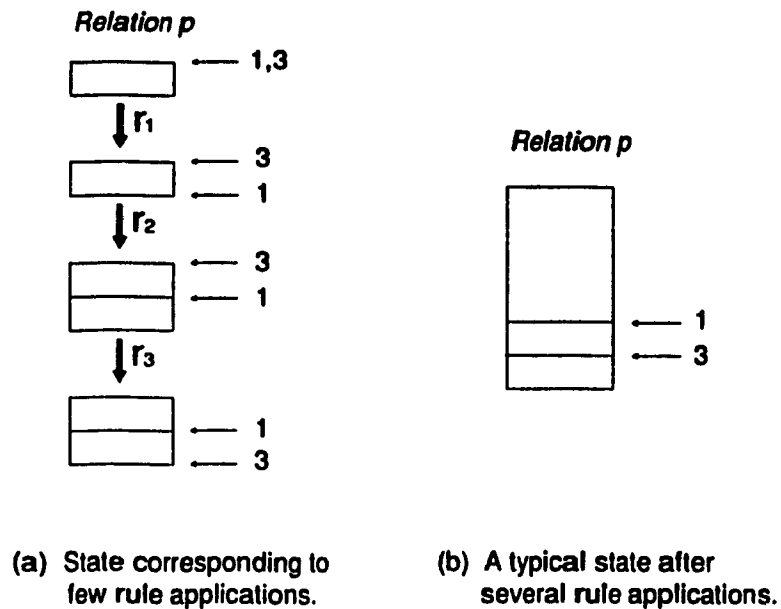 Relation p
1,3
r1
3
1
r2
3
1
r3
1
3
(a) State corresponding to
few rule applications.
Relation p
1
3
(b) A typical state after
several rule applications.